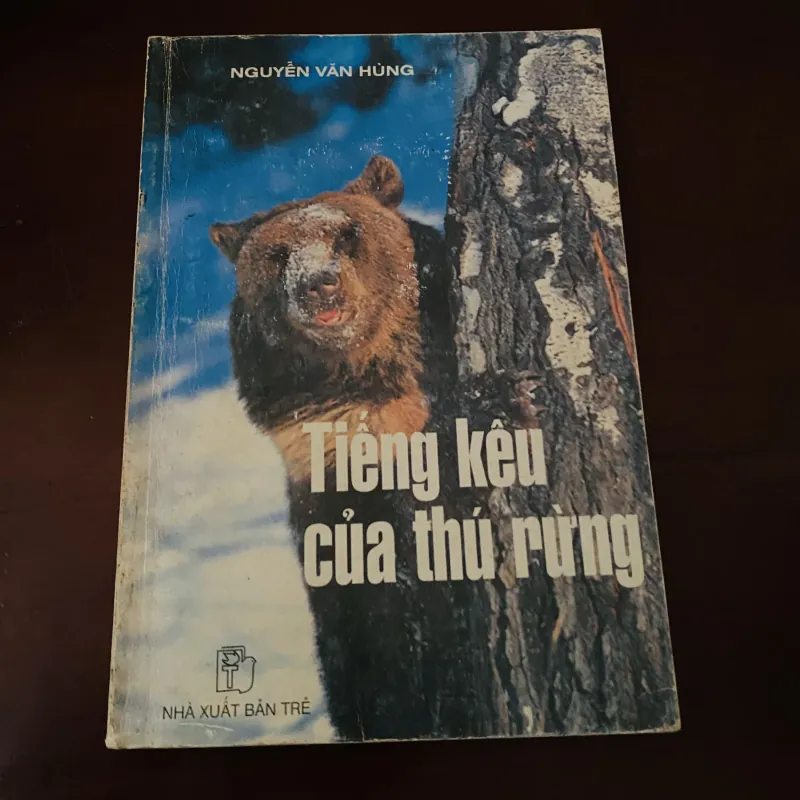 NGUYỄN VĂN HÙNG
Tiếng kêu
của thú rừng
NHÀ XUẤT BẢN TRẺ